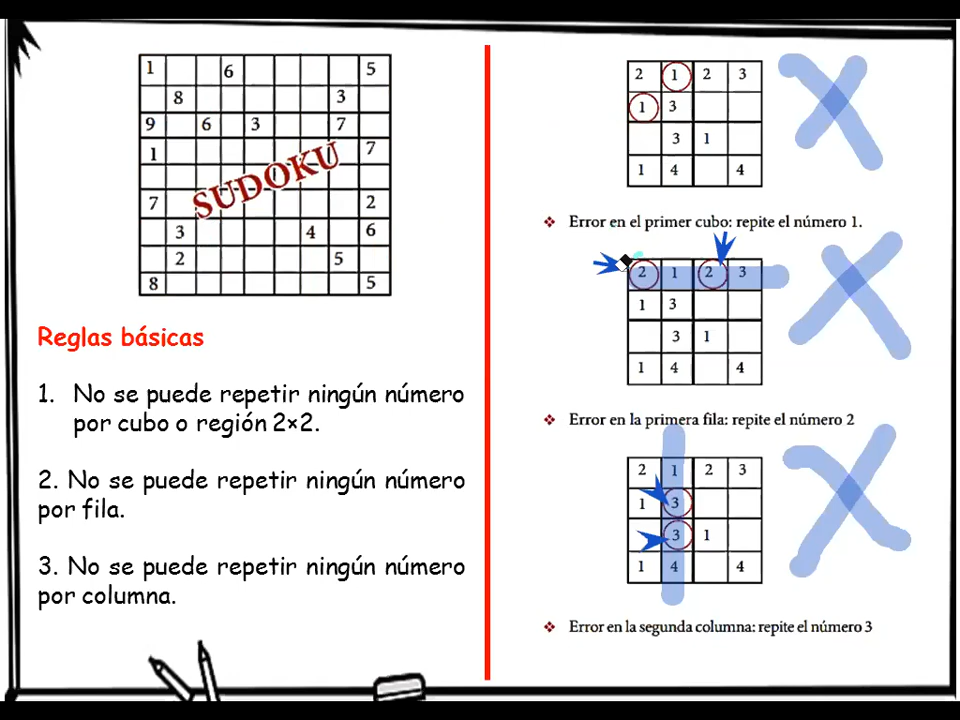 1 6 5
8 3
9 6 3 7
1 7
SUDOKU
7 2
3 4 6
2 5
8 5
Reglas básicas
1. No se puede repetir ningún número
por cubo o región 2×2.
2. No se puede repetir ningún número
por fila.
3. No se puede repetir ningún número
por columna.
2 1 2 3
1 3
3 1
1 4 4
❖ Error en el primer cubo: repite el número 1.
2 1 2 3
1 3
3 1
1 4 4
❖ Error en la primera fila: repite el número 2
2 1 2 3
1 3
3 1
1 4 4
❖ Error en la segunda columna: repite el número 3